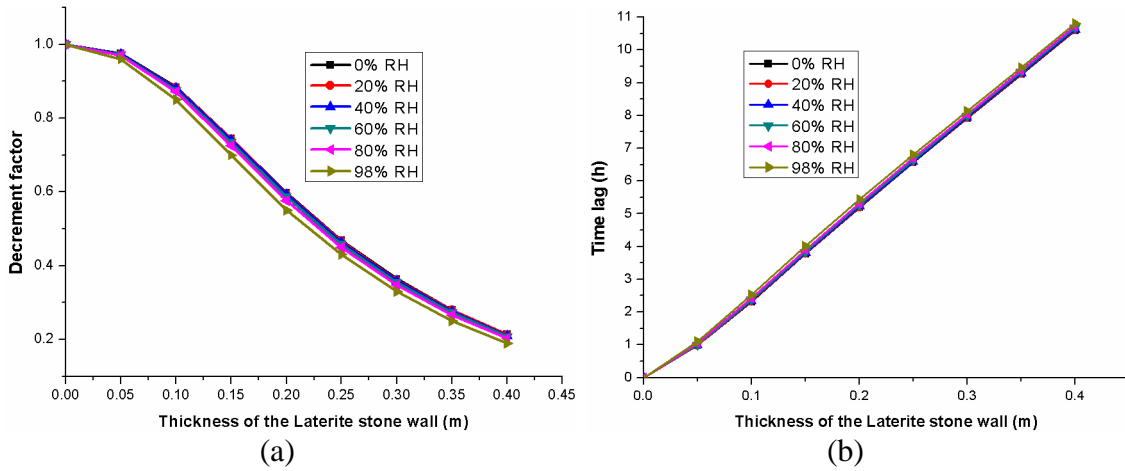 1.0
0.8
0.6
0.4
0.2
Decrement factor
0% RH
20% RH
40% RH
60% RH
80% RH
98% RH
0.00 0.05 0.10 0.15 0.20 0.25 0.30 0.35 0.40 0.45
Thickness of the Laterite stone wall (m)
(a)
11
10
9
8
7
6
5
4
3
2
1
0
Time lag (h)
0% RH
20% RH
40% RH
60% RH
80% RH
98% RH
0.0 0.1 0.2 0.3 0.4
Thickness of the Laterite stone wall (m)
(b)